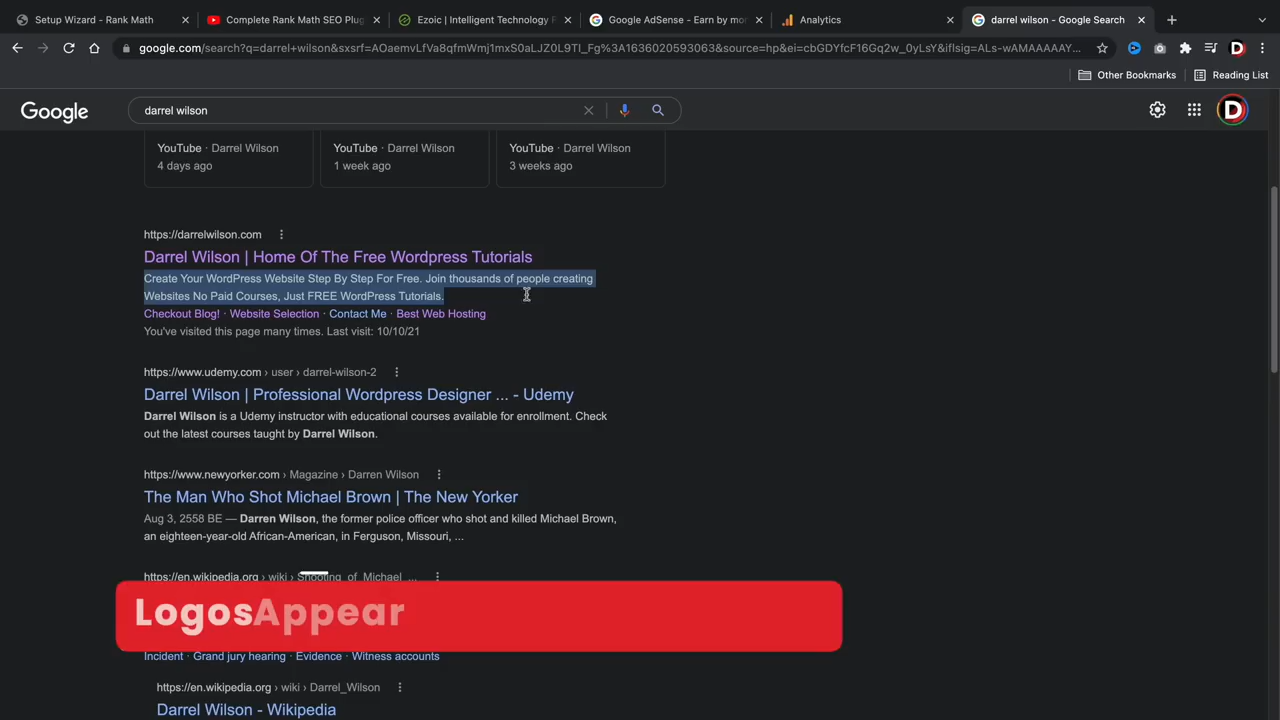 Setup Wizard - Rank Math
Complete Rank Math SEO Plug
Ezoic | Intelligent Technology P
Google AdSense - Earn by mon
Analytics
darrel wilson - Google Search
google.com/search?q=darrel+wilson&sxsrf=AOaemvLfVa8qfmWmj1mxS0aLJZ0L9TI_Fg%3A1636020593063&source=hp&ei=cbGDYfcF16Gq2w_0yLsY&iflsig=ALs-wAMAAAAAY...
Other Bookmarks
Reading List
Google
darrel wilson
D
YouTube · Darrel Wilson
4 days ago
YouTube · Darrel Wilson
1 week ago
YouTube · Darrel Wilson
3 weeks ago
https://darrelwilson.com
Darrel Wilson | Home Of The Free Wordpress Tutorials
Create Your WordPress Website Step By Step For Free. Join thousands of people creating
Websites No Paid Courses, Just FREE WordPress Tutorials.
Checkout Blog! · Website Selection · Contact Me · Best Web Hosting
You've visited this page many times. Last visit: 10/10/21
https://www.udemy.com › user › darrel-wilson-2
Darrel Wilson | Professional Wordpress Designer ... - Udemy
Darrel Wilson is a Udemy instructor with educational courses available for enrollment. Check
out the latest courses taught by Darrel Wilson.
https://www.newyorker.com › Magazine › Darren Wilson
The Man Who Shot Michael Brown | The New Yorker
Aug 3, 2558 BE — Darren Wilson, the former police officer who shot and killed Michael Brown,
an eighteen-year-old African-American, in Ferguson, Missouri, ...
https://en.wikipedia.org › wiki › Shooting_of_Michael_...
LogosAppear
Incident · Grand jury hearing · Evidence · Witness accounts
https://en.wikipedia.org › wiki › Darrel_Wilson
Darrel Wilson - Wikipedia